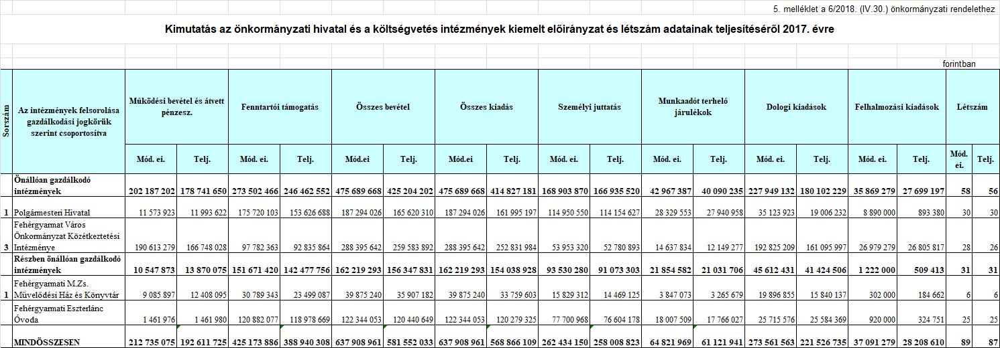 5. melléklet a 6/2018. (IV.30.) önkormányzati rendelethez
Kimutatás az önkormányzati hivatal és a költségvetés intézmények kiemelt előirányzat és létszám adatainak teljesítéséről 2017. évre
forintban
Sorszám
Az intézmények felsorolása
gazdálkodási jogkörük
szerint csoportosítva
Működési bevétel és átvett
pénzesz.
Fenntartói támogatás
Összes bevétel
Összes kiadás
Személyi juttatás
Munkaadót terhelő
járulékok
Dologi kiadások
Felhalmozási kiadások
Létszám
Mód. ei. Telj. Mód. ei. Telj. Mód.ei Telj. Mód.ei Telj. Mód. ei. Telj. Mód. ei. Telj. Mód. ei. Telj. Mód. ei. Telj. Mód.
ei. Telj.
Önállóan gazdálkodó
intézmények 202 187 202 178 741 650 273 502 466 246 462 552 475 689 668 425 204 202 475 689 668 414 827 181 168 903 870 166 935 520 42 967 387 40 090 235 227 949 132 180 102 229 35 869 279 27 699 197 58 56
1 Polgármesteri Hivatal 11 573 923 11 993 622 175 720 103 153 626 688 187 294 026 165 620 310 187 294 026 161 995 197 114 950 550 114 154 627 28 329 553 27 940 958 35 123 923 19 006 232 8 890 000 893 380 30 30
Fehérgyarmat Város
Önkormányzat Közétkeztetési
3 Intézménye 190 613 279 166 748 028 97 782 363 92 835 864 288 395 642 259 583 892 288 395 642 252 831 984 53 953 320 52 780 893 14 637 834 12 149 277 192 825 209 161 095 997 26 979 279 26 805 817 28 26
Részben önállóan gazdálkodó
intézmények 10 547 873 13 870 075 151 671 420 142 477 756 162 219 293 156 347 831 162 219 293 154 038 928 93 530 280 91 073 303 21 854 582 21 031 706 45 612 431 41 424 506 1 222 000 509 413 31 31
Fehérgyarmati M.Zs.
1 Müvelődési Ház és Könyvtár 9 085 897 12 408 095 30 789 343 23 499 087 39 875 240 35 907 182 39 875 240 33 759 603 15 829 312 14 469 125 3 847 073 3 265 679 19 896 855 15 840 137 302 000 184 662 6 6
Fehérgyarmati Eszterlánc
Óvoda 1 461 976 1 461 980 120 882 077 118 978 669 122 344 053 120 440 649 122 344 053 120 279 325 77 700 968 76 604 178 18 007 509 17 766 027 25 715 576 25 584 369 920 000 324 751 25 25
MINDÖSSZESEN 212 735 075 192 611 725 425 173 886 388 940 308 637 908 961 581 552 033 637 908 961 568 866 109 262 434 150 258 008 823 64 821 969 61 121 941 273 561 563 221 526 735 37 091 279 28 208 610 89 87